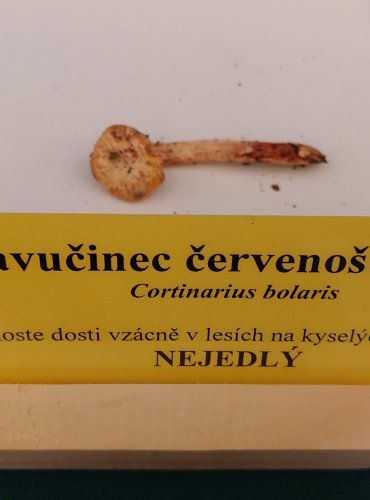 avučinec červenoš
Cortinarius bolaris
oste dosti vzácně v lesích na kyselý
NEJEDLÝ